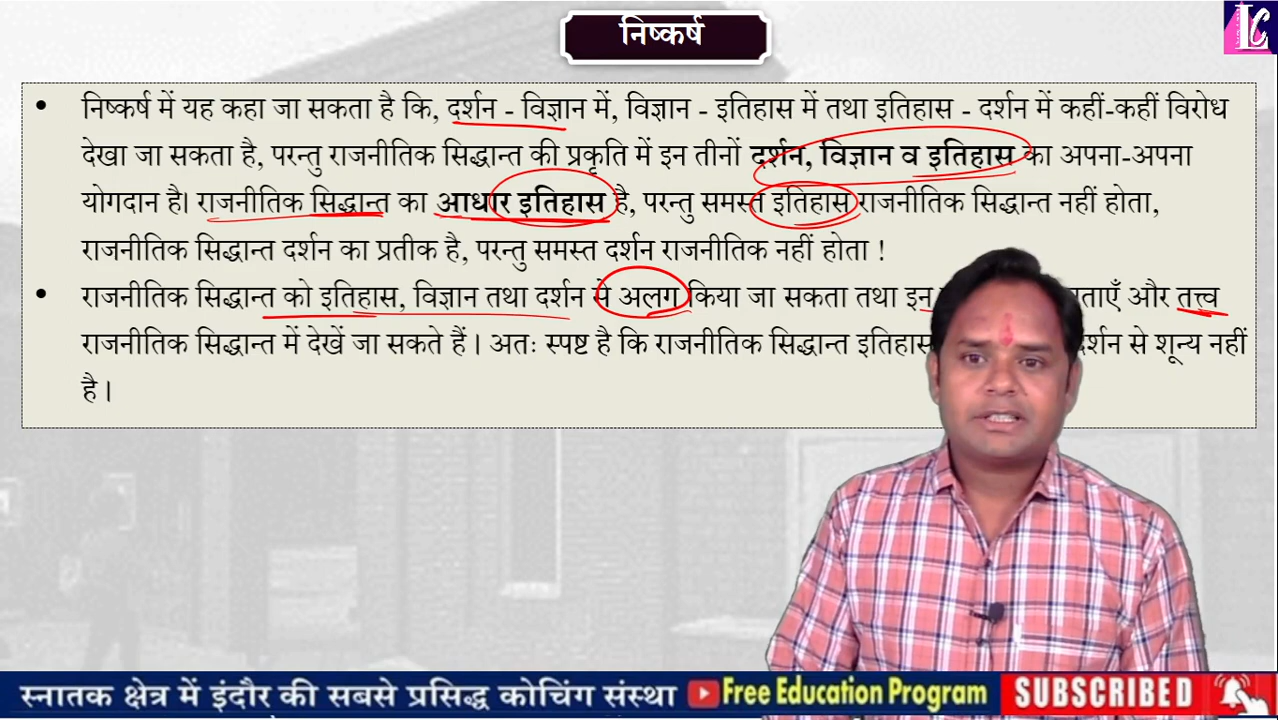 निष्कर्ष
LC
• निष्कर्ष में यह कहा जा सकता है कि, दर्शन - विज्ञान में, विज्ञान - इतिहास में तथा इतिहास - दर्शन में कहीं-कहीं विरोध
देखा जा सकता है, परन्तु राजनीतिक सिद्धान्त की प्रकृति में इन तीनों दर्शन, विज्ञान व इतिहास का अपना-अपना
योगदान है। राजनीतिक सिद्धान्त का आधार इतिहास है, परन्तु समस्त इतिहास राजनीतिक सिद्धान्त नहीं होता,
राजनीतिक सिद्धान्त दर्शन का प्रतीक है, परन्तु समस्त दर्शन राजनीतिक नहीं होता !
• राजनीतिक सिद्धान्त को इतिहास, विज्ञान तथा दर्शन से अलग किया जा सकता तथा इन और तत्त्व
राजनीतिक सिद्धान्त में देखें जा सकते हैं। अतः स्पष्ट है कि राजनीतिक सिद्धान्त इतिहास दर्शन से शून्य नहीं
है।
स्नातक क्षेत्र में इंदौर की सबसे प्रसिद्ध कोचिंग संस्था Free Education Program SUBSCRIBED